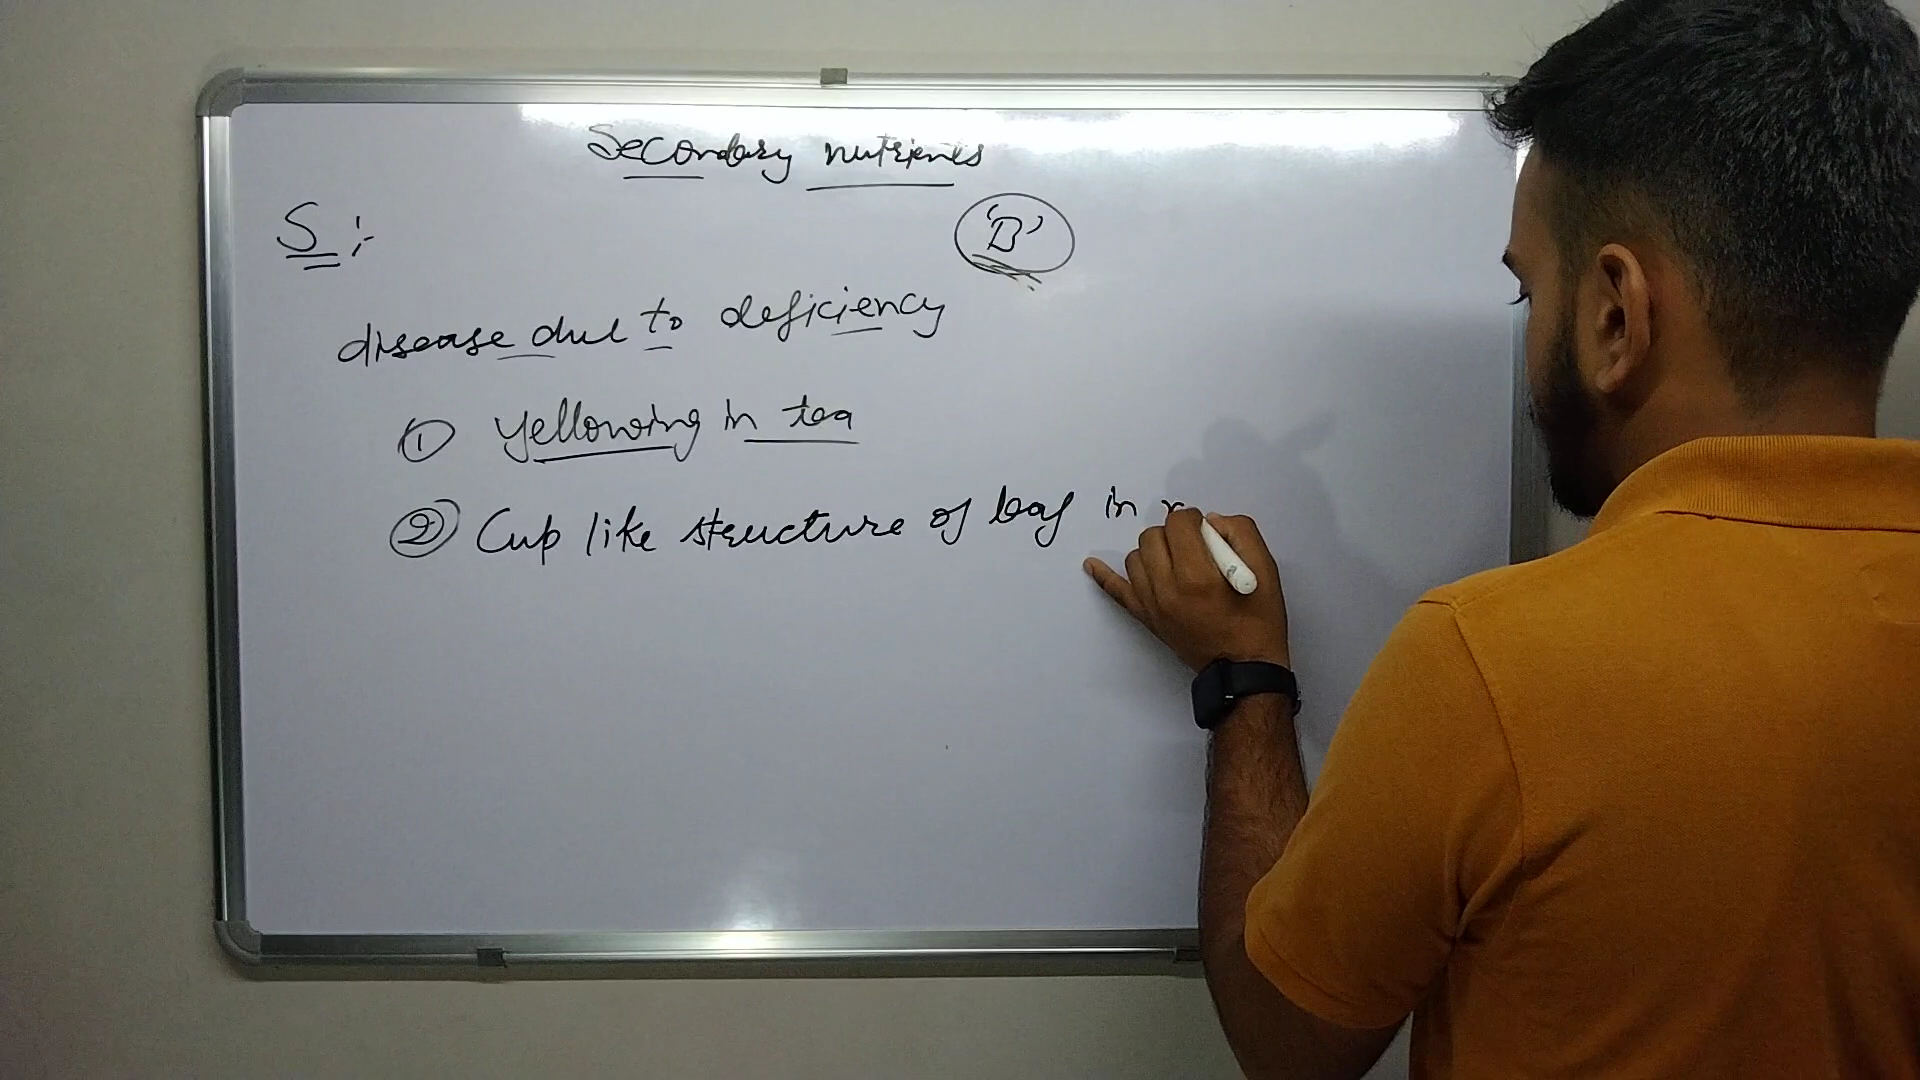 Secondary nutrients
S :-
'B'
disease due to deficiency
① yellowing in tea
② Cup like structure of leaf in